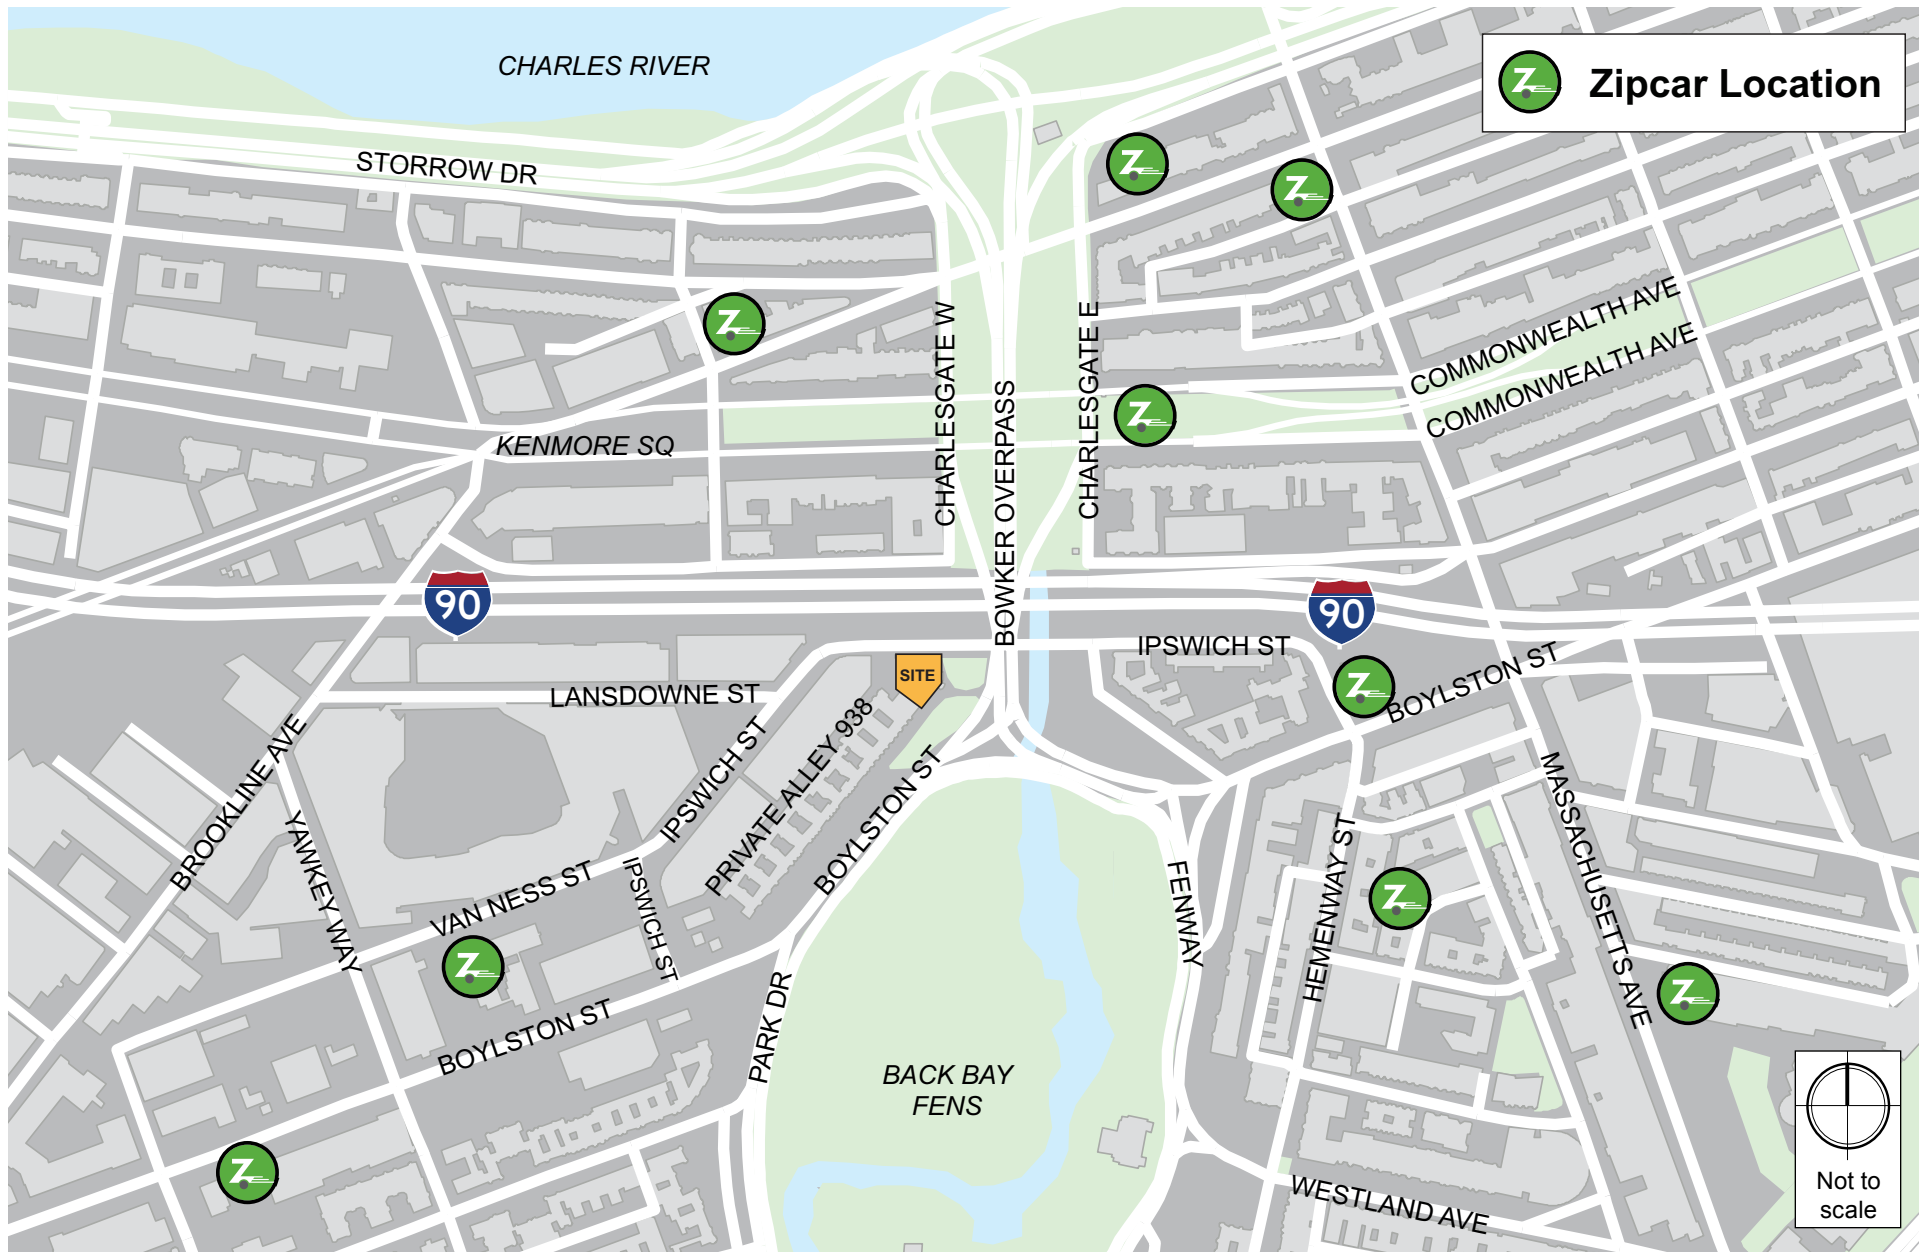 CHARLES RIVER
Z
Zipcar Location
STORROW DR
Z
Z
Z
CHARLESGATE W
CHARLESGATE E
BOWKER OVERPASS
COMMONWEALTH AVE
COMMONWEALTH AVE
Z
KENMORE SQ
90
90
IPSWICH ST
SITE
LANSDOWNE ST
Z
BOYLSTON ST
BROOKLINE AVE
IPSWICH ST
PRIVATE ALLEY 938
BOYLSTON ST
YAWKEY WAY
VAN NESS ST
IPSWICH ST
HEMENWAY ST
MASSACHUSETTS AVE
FENWAY
Z
Z
Z
BOYLSTON ST
PARK DR
BACK BAY
FENS
Z
WESTLAND AVE
Not to
scale